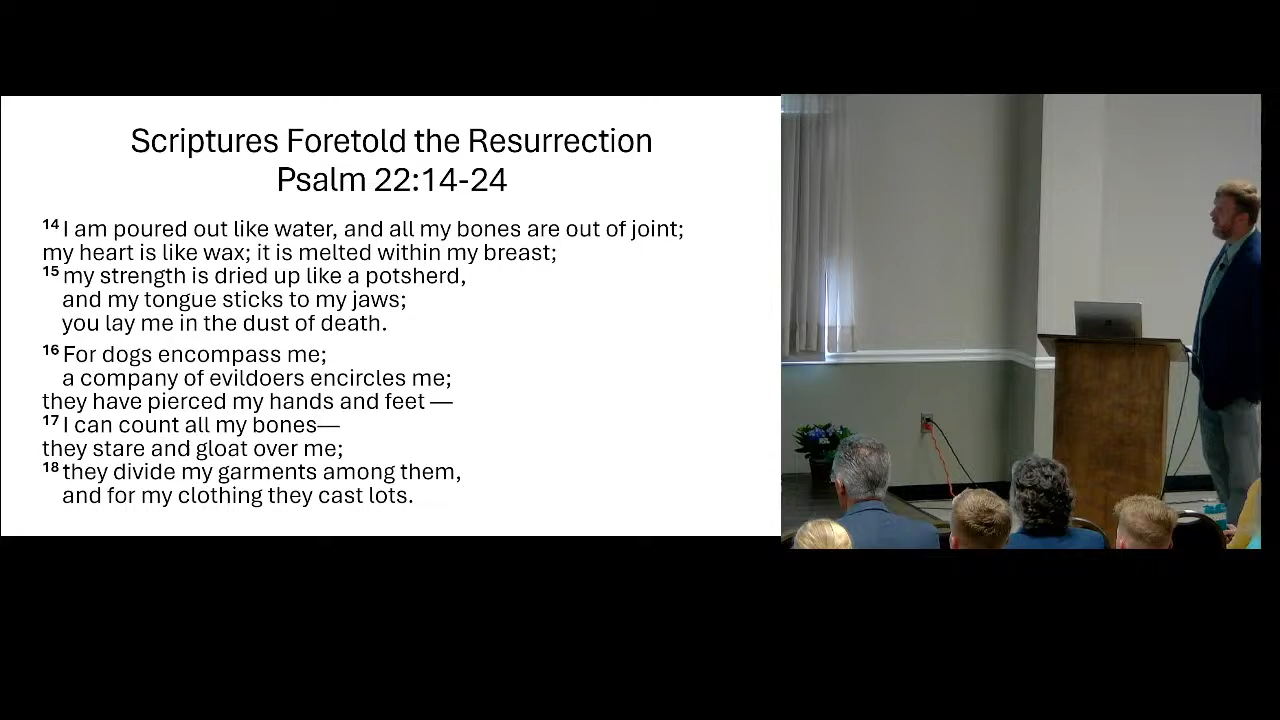 Scriptures Foretold the Resurrection
Psalm 22:14-24
14 I am poured out like water, and all my bones are out of joint;
my heart is like wax; it is melted within my breast;
15 my strength is dried up like a potsherd,
and my tongue sticks to my jaws;
you lay me in the dust of death.
16 For dogs encompass me;
a company of evildoers encircles me;
they have pierced my hands and feet —
17 I can count all my bones—
they stare and gloat over me;
18 they divide my garments among them,
and for my clothing they cast lots.